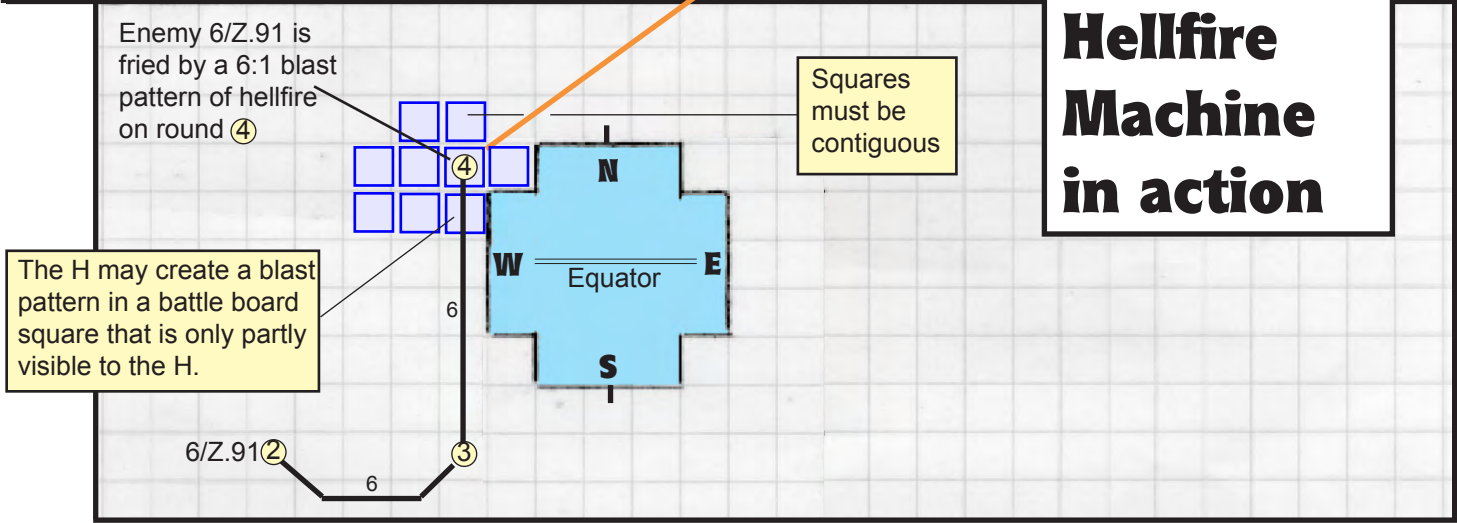 Enemy 6/Z.91 is
fried by a 6:1 blast
pattern of hellfire
on round 4
Squares
must be
contiguous
Hellfire
Machine
in action
4
N
W
E
Equator
S
The H may create a blast
pattern in a battle board
square that is only partly
visible to the H.
6
6/Z.91 2
3
6